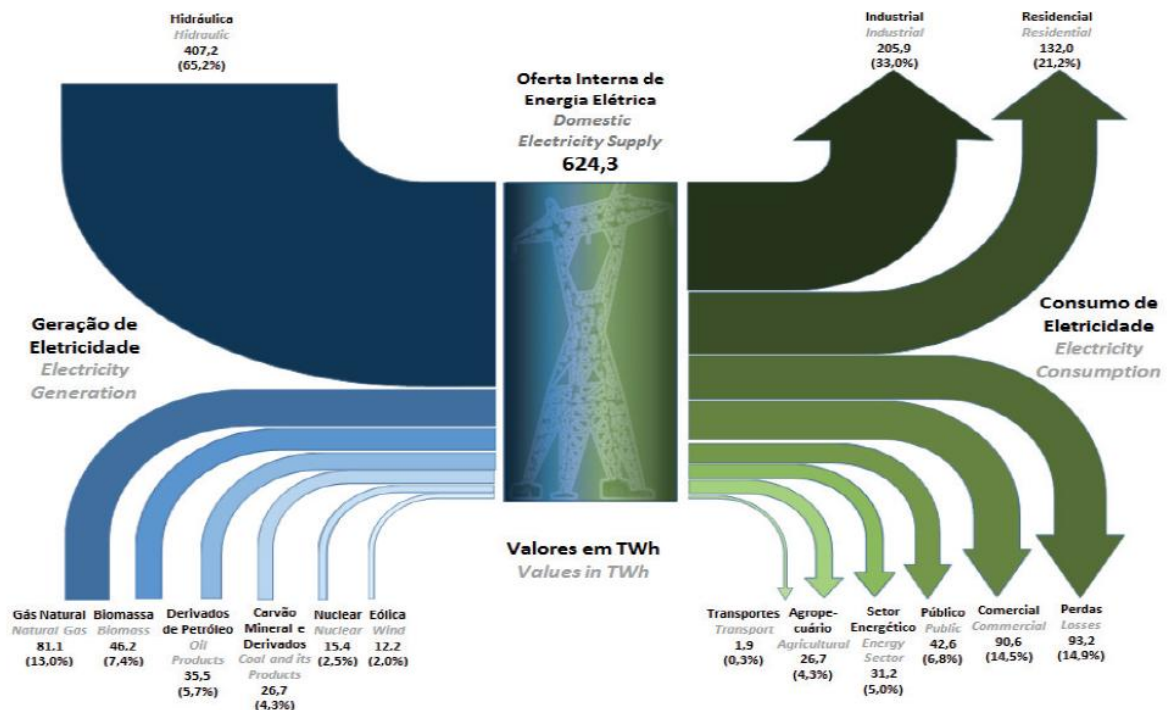 Hidráulica
Hidraulic
407,2
(65,2%)
Oferta Interna de
Energia Elétrica
Domestic
Electricity Supply
624,3
Industrial
Industrial
205,9
(33,0%)
Residencial
Residential
132,0
(21,2%)
Geração de
Eletricidade
Electricity
Generation
Consumo de
Eletricidade
Electricity
Consumption
Valores em TWh
Values in TWh
Gás Natural
Natural Gas
81.1
(13,0%)
Biomassa
Biomass
46.2
(7,4%)
Derivados
de Petróleo
Oil
Products
35,5
(5,7%)
Carvão
Mineral e
Derivados
Coal and its
Products
26,7
(4,3%)
Nuclear
Nuclear
15.4
(2,5%)
Eólica
Wind
12.2
(2,0%)
Transportes
Transport
1,9
(0,3%)
Agrope-
cuário
Agricultural
26,7
(4,3%)
Setor
Energético
Energy
Sector
31,2
(5,0%)
Público
Public
42,6
(6,8%)
Comercial
Commercial
90,6
(14,5%)
Perdas
Losses
93,2
(14,9%)